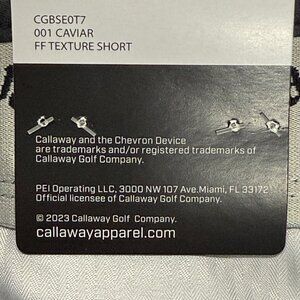 CGBSE0T7
001 CAVIAR
FF TEXTURE SHORT
Callaway and the Chevron Device
are trademarks and/or registered trademarks of
Callaway Golf Company.
PEI Operating LLC, 3000 NW 107 Ave.Miami, FL 33172
Official licensee of Callaway Golf Company.
© 2023 Callaway Golf Company.
callawayapparel.com